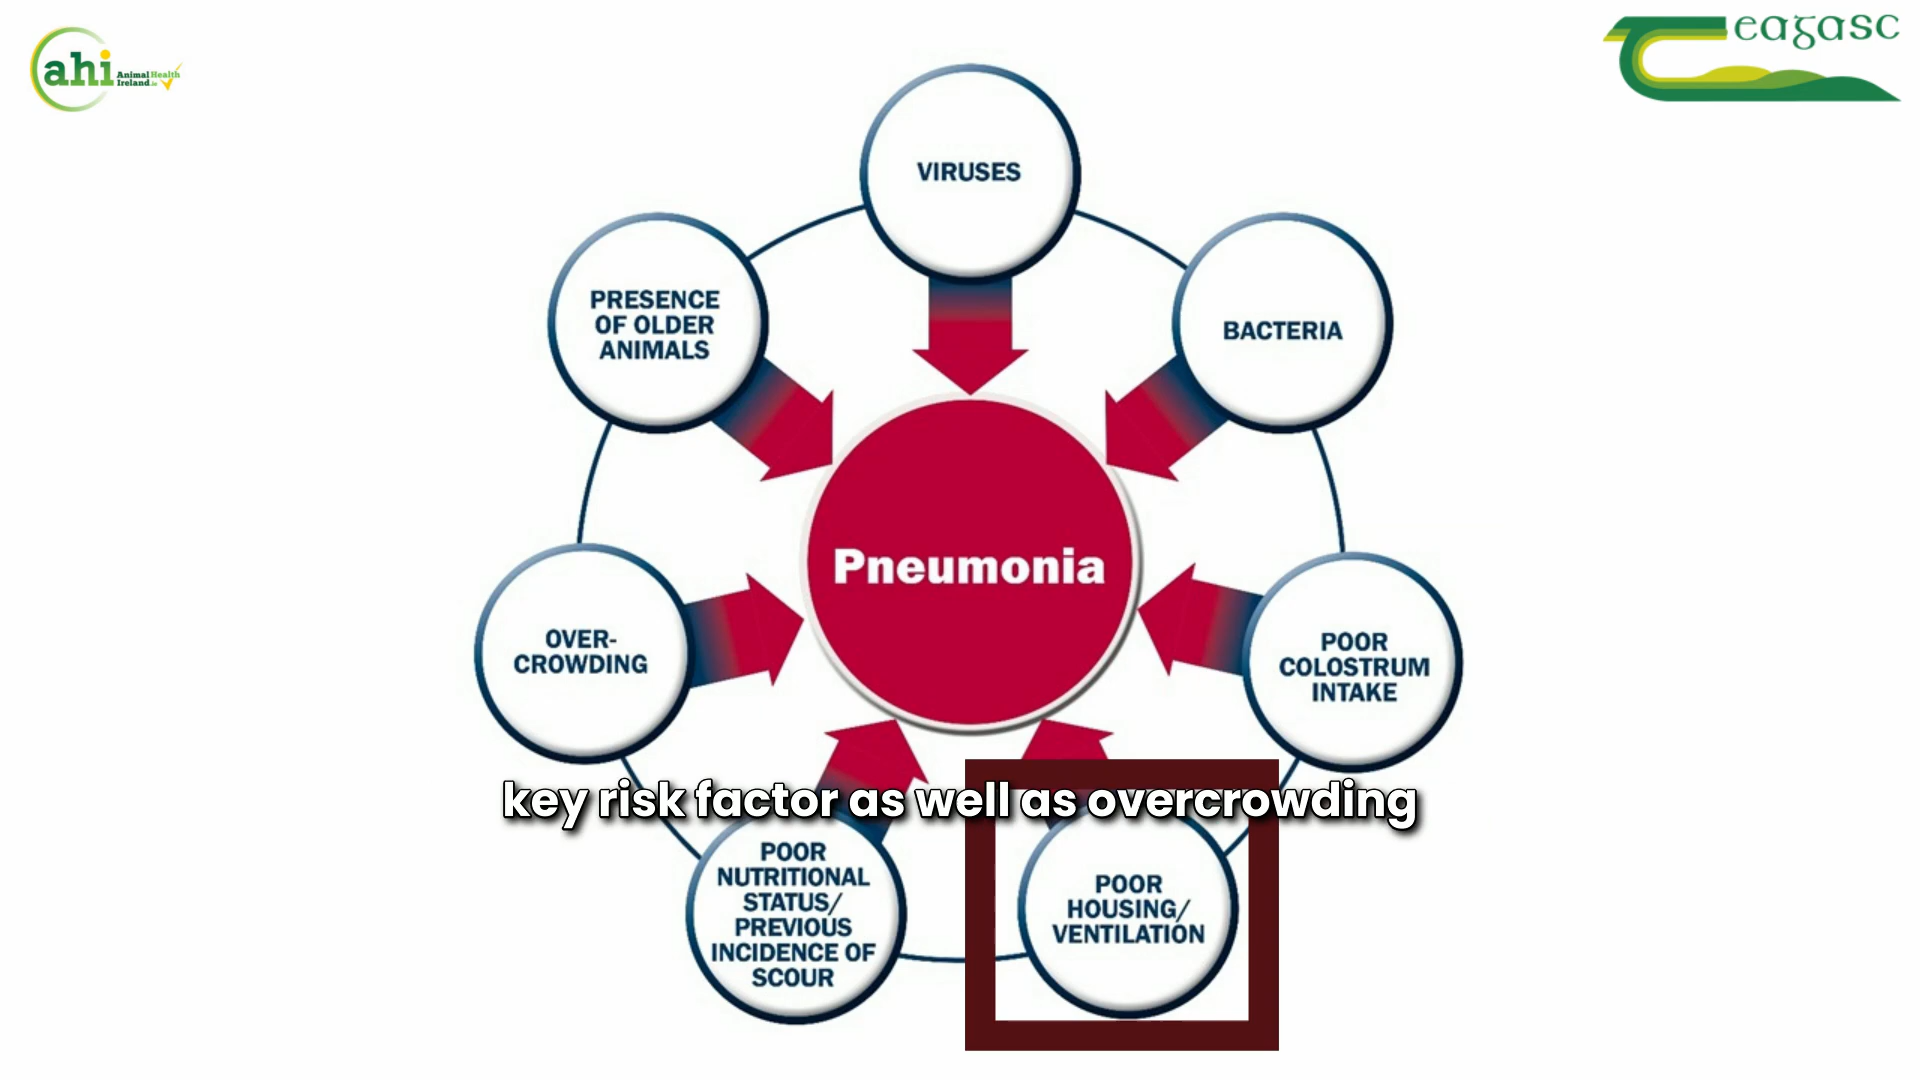 ahi Animal Health
Ireland.ie
eagasc
VIRUSES
PRESENCE
OF OLDER
ANIMALS
BACTERIA
Pneumonia
OVER-
CROWDING
POOR
COLOSTRUM
INTAKE
key risk factor as well as overcrowding
POOR
NUTRITIONAL
STATUS/
PREVIOUS
INCIDENCE OF
SCOUR
POOR
HOUSING/
VENTILATION